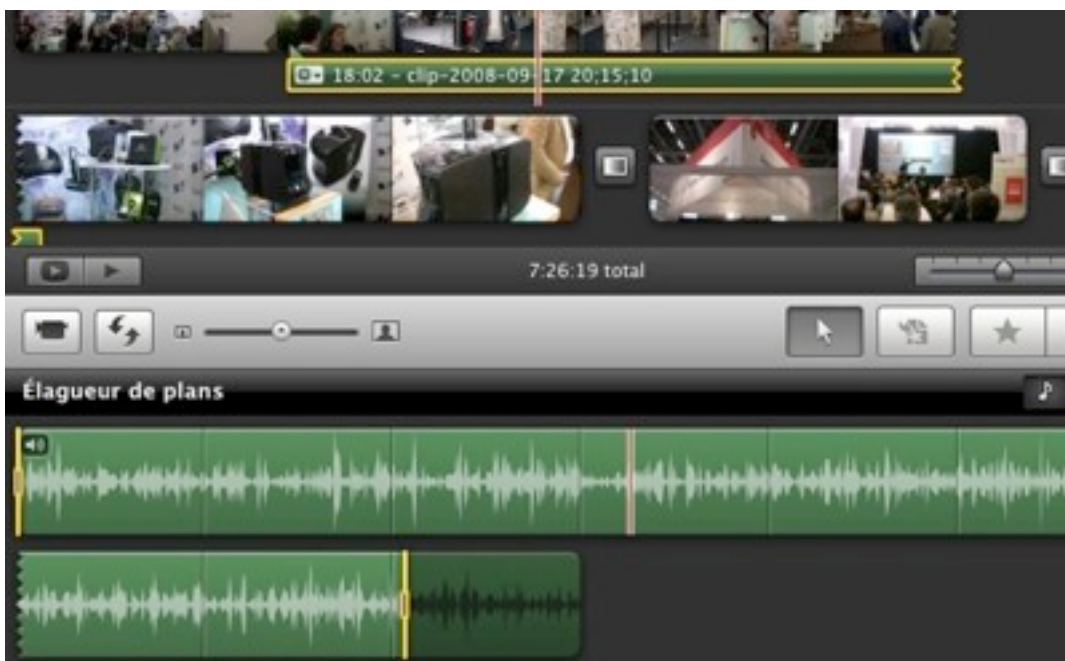 18:02 – clip-2008-09-17 20;15;10
7:26:19 total
Élagueur de plans